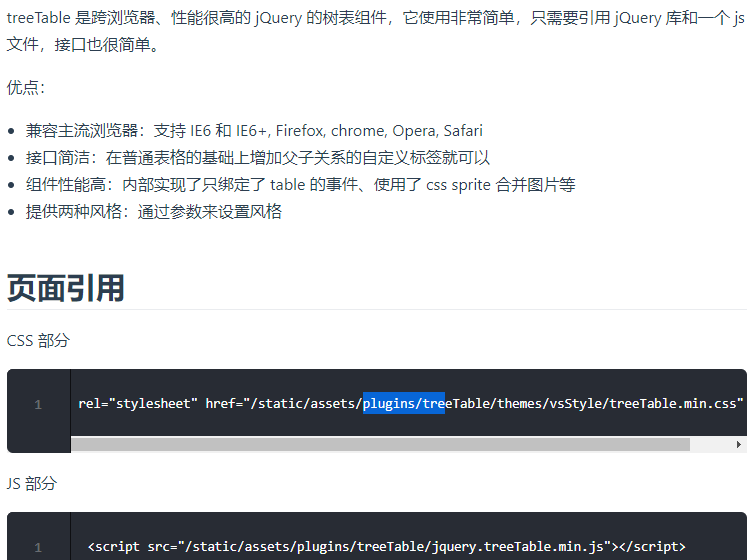 treeTable 是跨浏览器、性能很高的 jQuery 的树表组件，它使用非常简单，只需要引用 jQuery 库和一个 js
文件，接口也很简单。
优点：
兼容主流浏览器：支持 IE6 和 IE6+, Firefox, chrome, Opera, Safari
接口简洁：在普通表格的基础上增加父子关系的自定义标签就可以
组件性能高：内部实现了只绑定了 table 的事件、使用了 css sprite 合并图片等
提供两种风格：通过参数来设置风格
页面引用
CSS 部分
1 rel="stylesheet" href="/static/assets/plugins/treeTable/themes/vsStyle/treeTable.min.css"
JS 部分
1 <script src="/static/assets/plugins/treeTable/jquery.treeTable.min.js"></script>